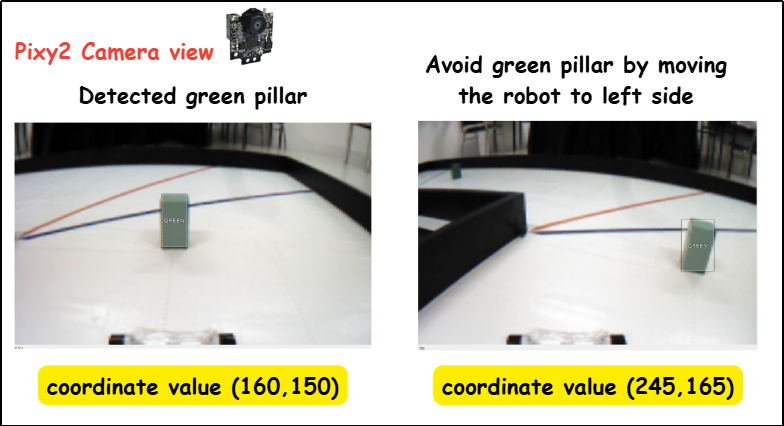 Pixy2 Camera view
Detected green pillar
Avoid green pillar by moving
the robot to left side
GREEN
GREEN
coordinate value (160,150)
coordinate value (245,165)